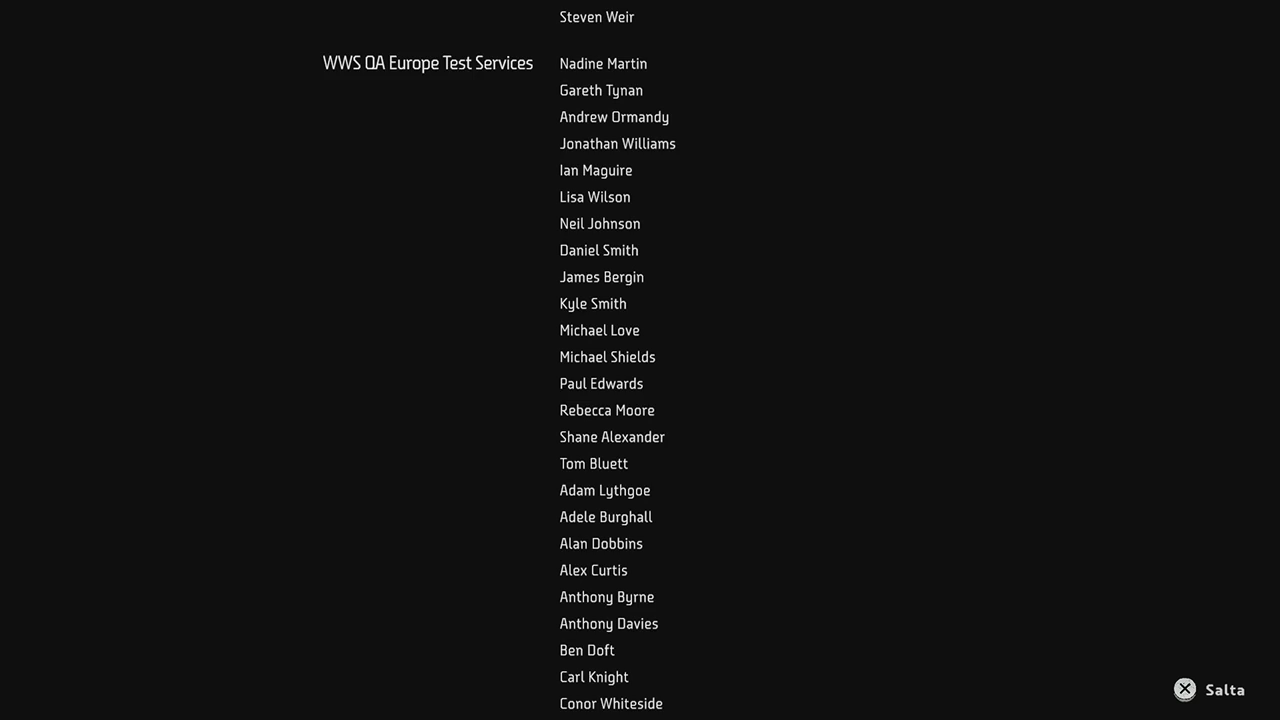 Steven Weir
WWS QA Europe Test Services Nadine Martin
Gareth Tynan
Andrew Ormandy
Jonathan Williams
Ian Maguire
Lisa Wilson
Neil Johnson
Daniel Smith
James Bergin
Kyle Smith
Michael Love
Michael Shields
Paul Edwards
Rebecca Moore
Shane Alexander
Tom Bluett
Adam Lythgoe
Adele Burghall
Alan Dobbins
Alex Curtis
Anthony Byrne
Anthony Davies
Ben Doft
Carl Knight
Conor Whiteside
Salta